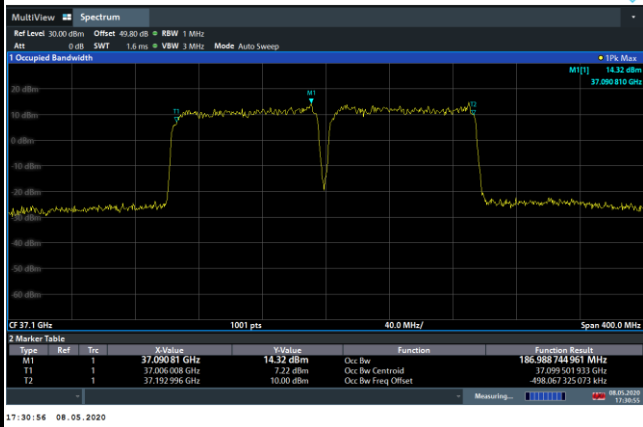 MultiView Spectrum
Ref Level 30.00 dBm Offset 49.80 dB RBW 1 MHz
Att 0 dB SWT 1.6 ms VBW 3 MHz Mode Auto Sweep
1 Occupied Bandwidth 1Pk Max
M1[1] 14.32 dBm
37.090 810 GHz
20 dBm
M1
T1 T2
10 dBm
0 dBm
-10 dBm
-20 dBm
-30 dBm
-40 dBm
-50 dBm
-60 dBm
CF 37.1 GHz 1001 pts 40.0 MHz/ Span 400.0 MHz
2 Marker Table
Type Ref Trc X-Value Y-Value Function Function Result
M1 1 37.090 81 GHz 14.32 dBm Occ Bw 186.988 744 961 MHz
T1 1 37.006 008 GHz 7.22 dBm Occ Bw Centroid 37.099 501 933 GHz
T2 1 37.192 996 GHz 10.00 dBm Occ Bw Freq Offset -498.067 325 073 kHz
Measuring... 08.05.2020
17:30:55
17:30:56 08.05.2020